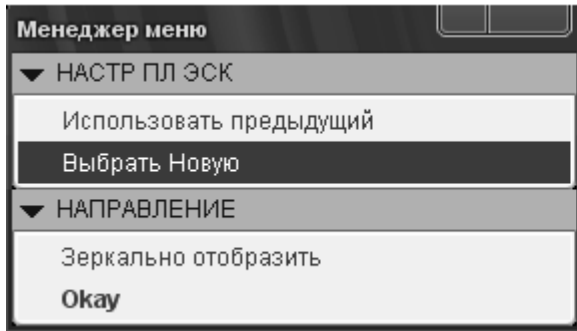 Менеджер меню
НАСТР ПЛ ЭСК
Использовать предыдущий
Выбрать Новую
НАПРАВЛЕНИЕ
Зеркально отобразить
Okay